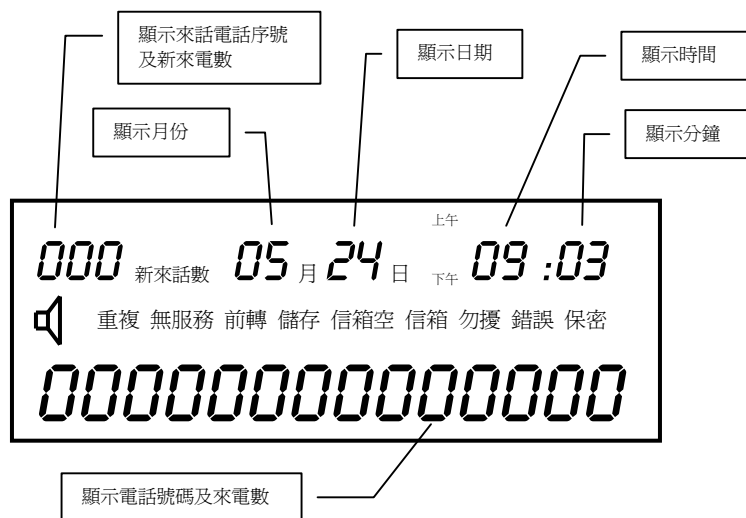 顯示來話電話序號
及新來電數
顯示日期
顯示時間
顯示月份
顯示分鐘
上午
000 新來話數 05 月 24 日 下午 09 :03
重複 無服務 前轉 儲存 信箱空 信箱 勿擾 錯誤 保密
00000000000000
顯示電話號碼及來電數